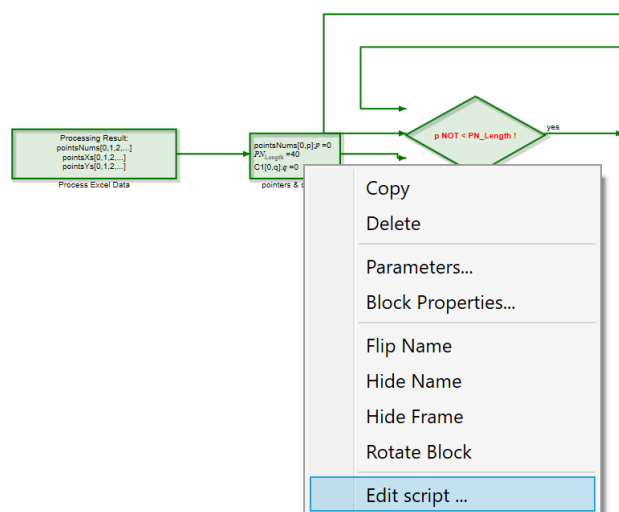 Processing Result:
pointsNums[0,1,2,...]
pointsXs[0,1,2,...]
pointsYs[0,1,2,...]
Process Excel Data
pointsNums[0,p]:p =0
PN_Length =40
C1[0,q]:q =0
pointers &
p NOT < PN_Length !
yes
Copy
Delete
Parameters...
Block Properties...
Flip Name
Hide Name
Hide Frame
Rotate Block
Edit script ...